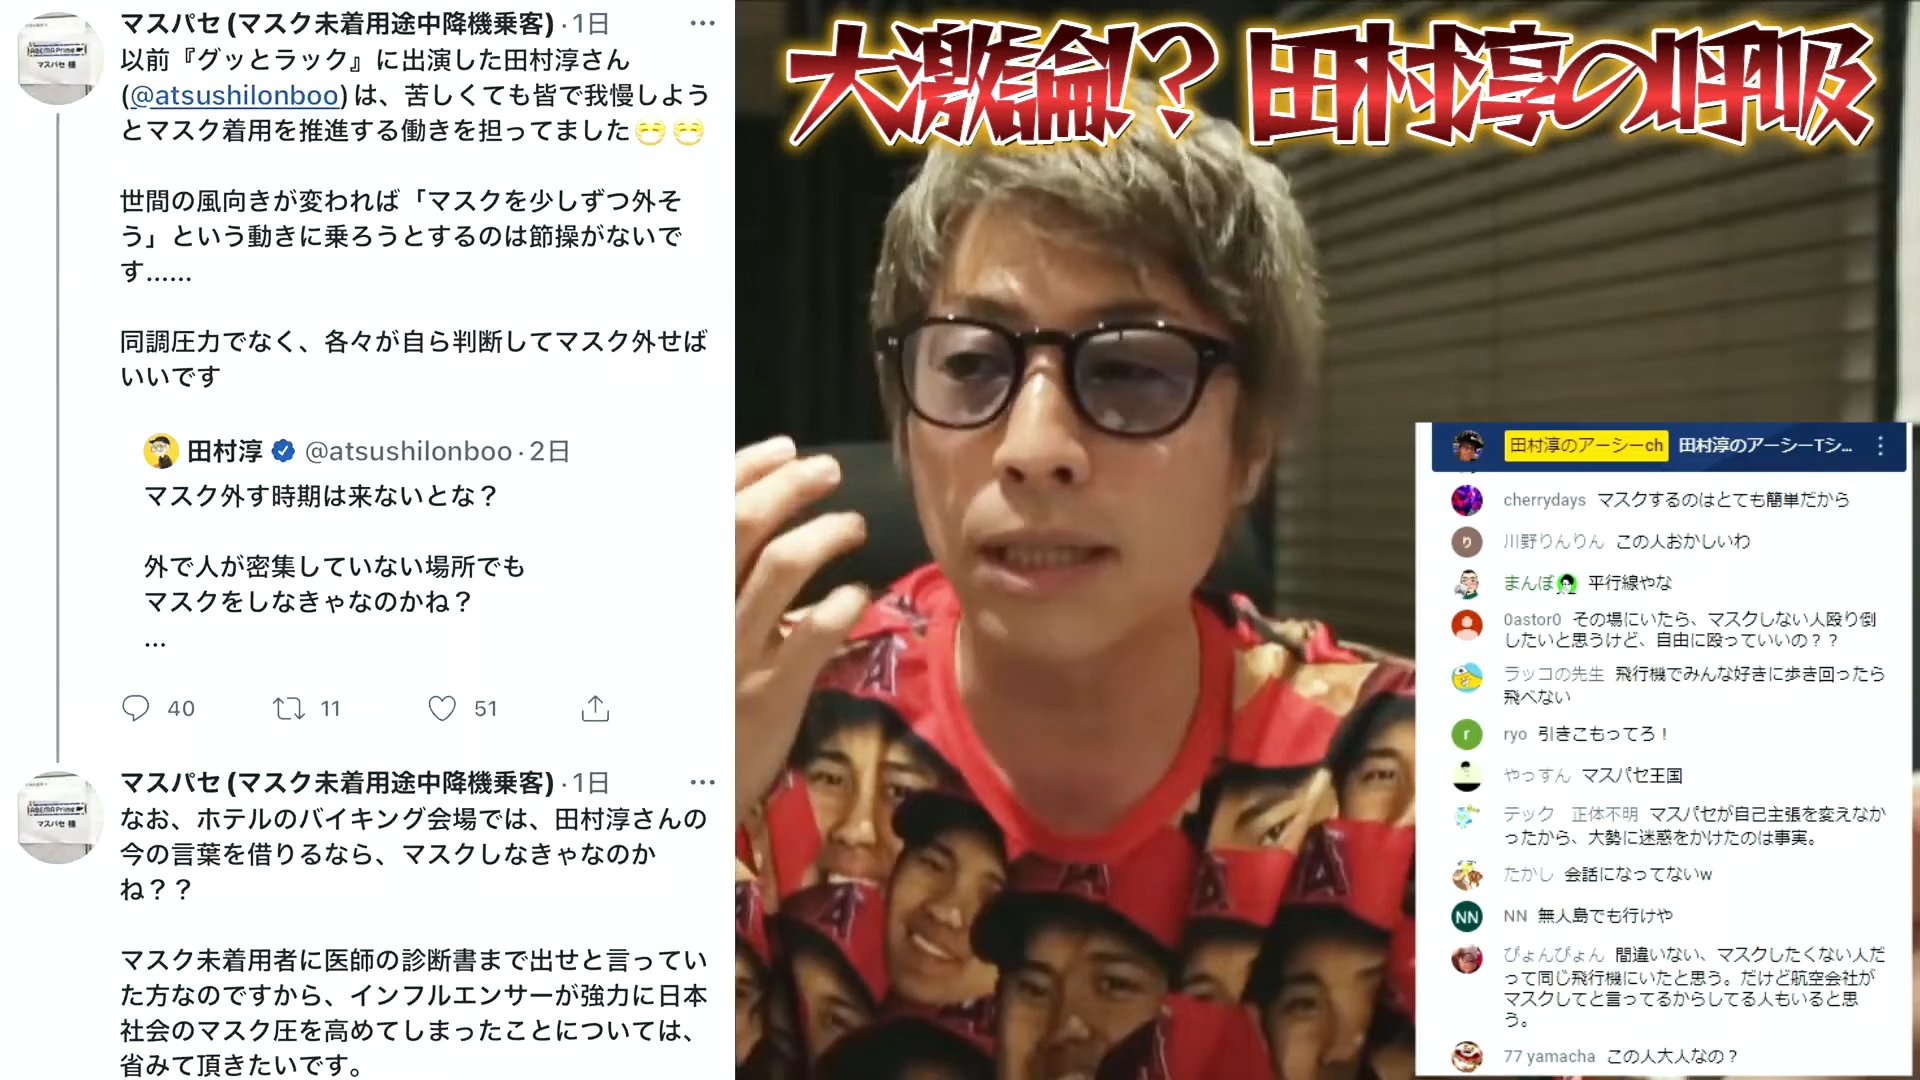 マスパセ (マスク未着用途中降機乗客) · 1日
以前『グッとラック』に出演した田村淳さん
(@atsushilonboo) は、苦しくても皆で我慢しよう
とマスク着用を推進する働きを担ってました😷😷
世間の風向きが変われば「マスクを少しずつ外そ
う」という動きに乗ろうとするのは節操がないで
す……
同調圧力でなく、各々が自ら判断してマスク外せば
いいです
田村淳 @atsushilonboo · 2日
マスク外す時期は来ないとな？
外で人が密集していない場所でも
マスクをしなきゃなのかね？
…
40 11 51
マスパセ (マスク未着用途中降機乗客) · 1日
なお、ホテルのバイキング会場では、田村淳さんの
今の言葉を借りるなら、マスクしなきゃなのか
ね？？
マスク未着用者に医師の診断書まで出せと言ってい
た方なのですから、インフルエンサーが強力に日本
社会のマスク圧を高めてしまったことについては、
省みて頂きたいです。
ABEMA Prime
マスパセ 様
ABEMA Prime
マスパセ 様
大激論!？ 田村淳の呼吸
田村淳のアーシーch 田村淳のアーシーTシ...
cherrydays マスクするのはとても簡単だから
り 川野りんりん この人おかしいわ
まんぼ 平行線やな
0astor0 その場にいたら、マスクしない人殴り倒
したいと思うけど、自由に殴っていいの？？
ラッコの先生 飛行機でみんな好きに歩き回ったら
飛べない
r ryo 引きこもってろ！
やっすん マスパセ王国
テック 正体不明 マスパセが自己主張を変えなか
ったから、大勢に迷惑をかけたのは事実。
たかし 会話になってないw
NN NN 無人島でも行けや
ぴょんぴょん 間違いない、マスクしたくない人だ
って同じ飛行機にいたと思う。だけど航空会社が
マスクしてと言ってるからしてる人もいると思
う。
77 yamacha この人大人なの？